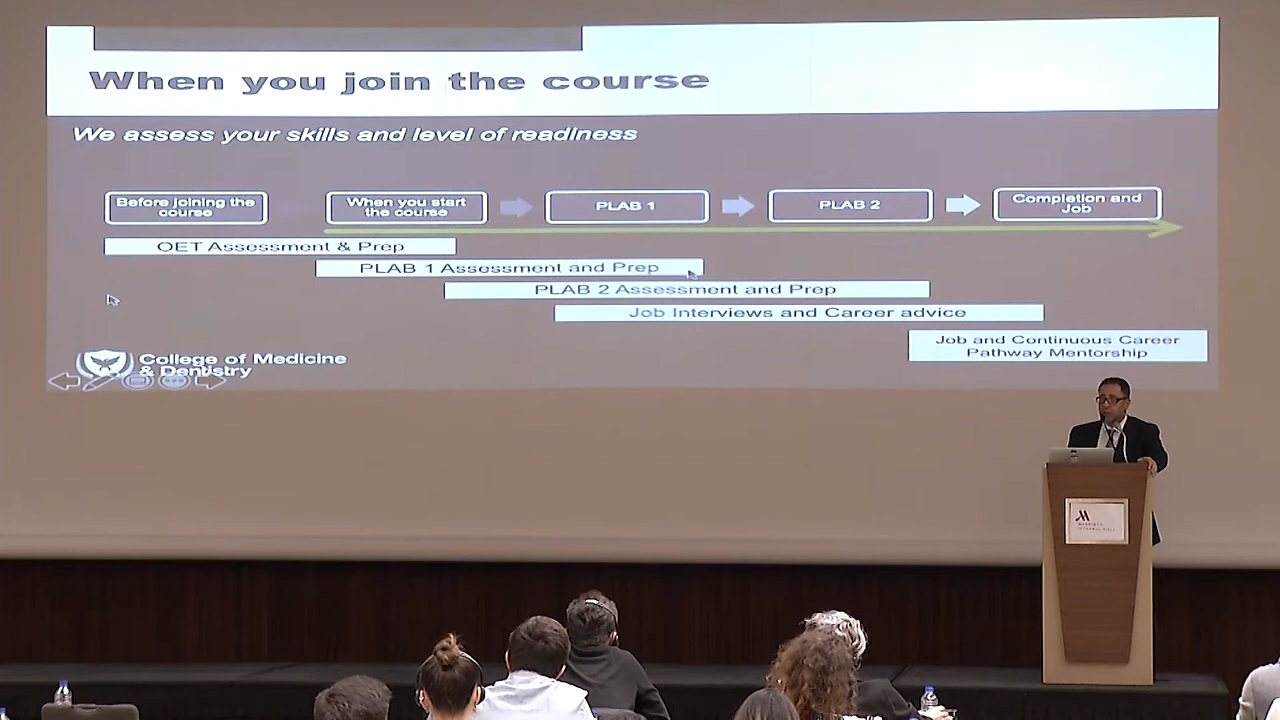 When you join the course
We assess your skills and level of readiness
Before joining the
course
When you start
the course
PLAB 1
PLAB 2
Completion and
Job
OET Assessment & Prep
PLAB 1 Assessment and Prep
PLAB 2 Assessment and Prep
Job Interviews and Career advice
Job and Continuous Career
Pathway Mentorship
College of Medicine
& Dentistry